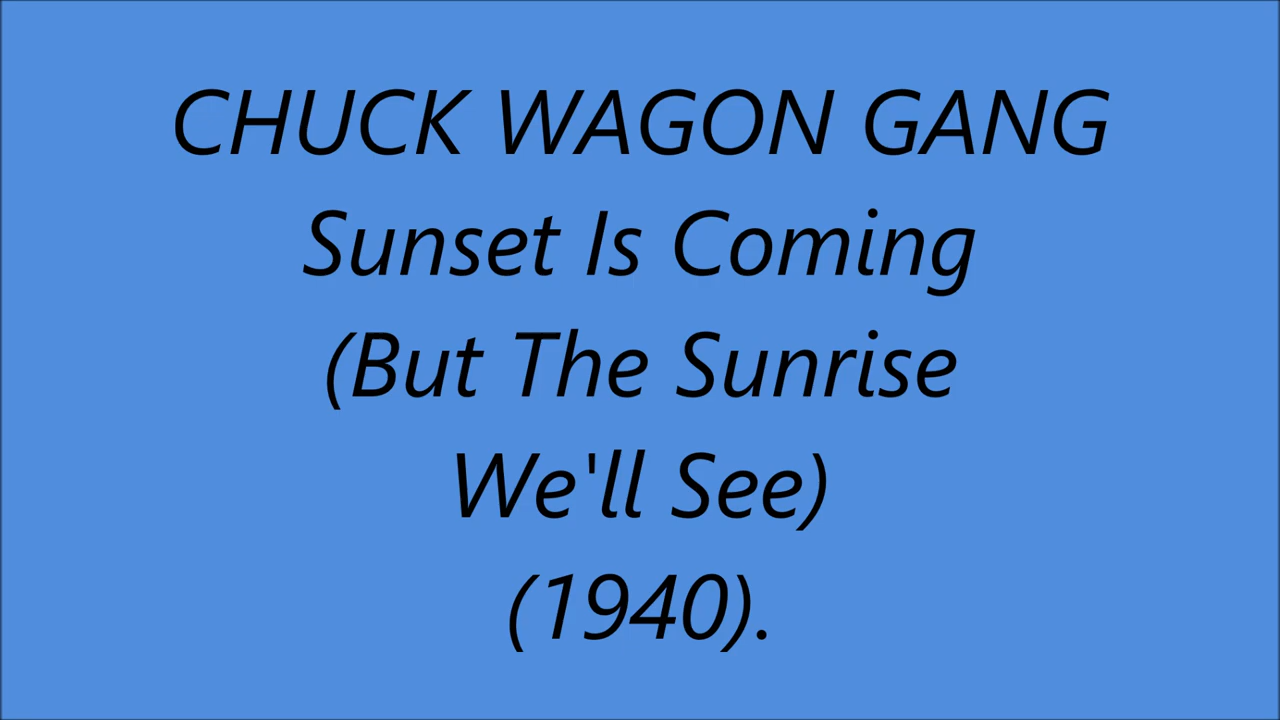 CHUCK WAGON GANG
Sunset Is Coming
(But The Sunrise
We'll See)
(1940).